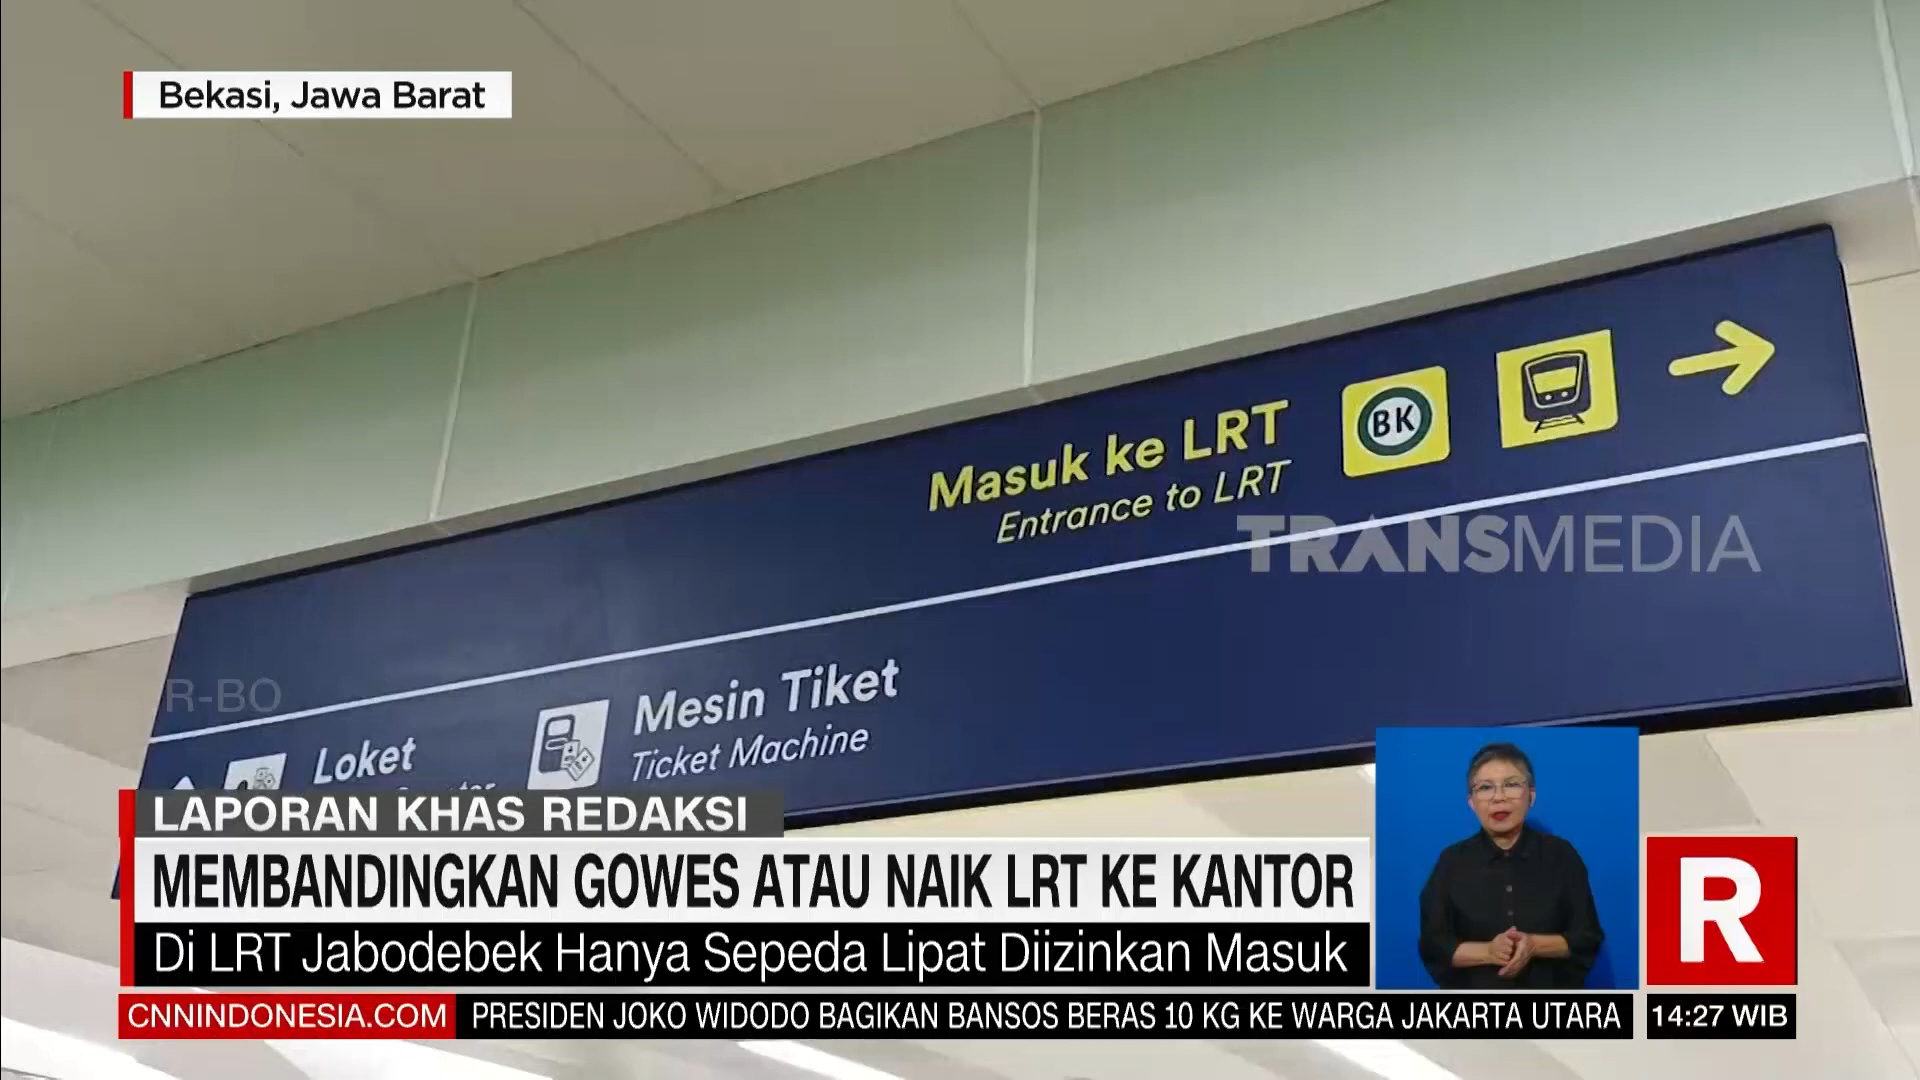 Bekasi, Jawa Barat
Masuk ke LRT
Entrance to LRT
BK
TRANSMEDIA
R-BO
Loket
Mesin Tiket
Ticket Machine
LAPORAN KHAS REDAKSI
MEMBANDINGKAN GOWES ATAU NAIK LRT KE KANTOR
Di LRT Jabodebek Hanya Sepeda Lipat Diizinkan Masuk
R
CNNINDONESIA.COM
PRESIDEN JOKO WIDODO BAGIKAN BANSOS BERAS 10 KG KE WARGA JAKARTA UTARA
14:27 WIB